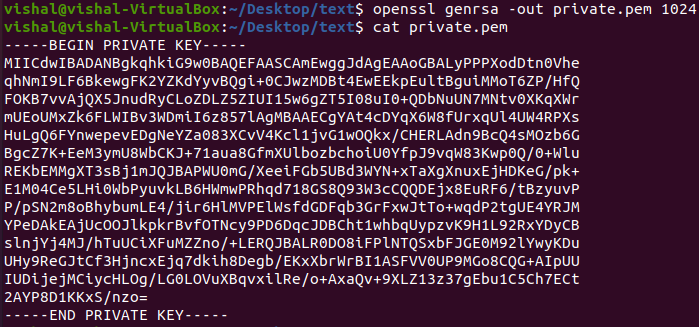 vishal@vishal-VirtualBox:~/Desktop/text$ openssl genrsa -out private.pem 1024
vishal@vishal-VirtualBox:~/Desktop/text$ cat private.pem
-----BEGIN PRIVATE KEY-----
MIICdwIBADANBgkqhkiG9w0BAQEFAASCAmEwggJdAgEAAoGBALyPPPXodDtn0Vhe
qhNmI9LF6BkewgFK2YZKdYyvBQgi+0CJwzMDBt4EwEEkpEultBguiMMoT6ZP/HfQ
FOKB7vvAjQX5JnudRyCLoZDLZ5ZIUI15w6gZT5I08uI0+QDbNuUN7MNtv0XKqXWr
mUEoUMxZk6FLWIBv3WDmiI6z857lAgMBAAECgYAt4cDYqX6W8fUrxqUl4UW4RPXs
HuLgQ6FYnwepevEDgNeYZa083XCvV4Kcl1jvG1wOQkx/CHERLAdn9BcQ4sMOzb6G
BgcZ7K+EeM3ymU8WbCKJ+71aua8GfmXUlbozbchoiU0YfpJ9vqW83Kwp0Q/0+Wlu
REKbEMMgXT3sBj1mJQJBAPWU0mG/XeeiFGb5UBd3WYN+xTaXgXnuxEjHDKeG/pk+
E1M04Ce5LHi0WbPyuvkLB6HWmwPRhqd718GS8Q93W3cCQQDEjx8EuRF6/tBzyuvP
P/pSN2m8oBhybumLE4/jir6HlMVPElWsfdGDFqb3GrFxwJtTo+wqdP2tgUE4YRJM
YPeDAkEAjUcOOJlkpkrBvfOTNcy9PD6DqcJDBCht1whbqUypzvK9H1L92RxYDyCB
slnjYj4MJ/hTuUCiXFuMZZno/+LERQJBALR0DO8iFPlNTQSxbFJGE0M92lYwyKDu
UHy9ReGJtCf3HjncxEjq7dkih8Degb/EKxXbrWrBI1ASFVV0UP9MGo8CQG+AIpUU
IUDijejMCiycHLOg/LG0LOVuXBqvxilRe/o+AxaQv+9XLZ13z37gEbu1C5Ch7ECt
2AYP8D1KKxS/nzo=
-----END PRIVATE KEY-----